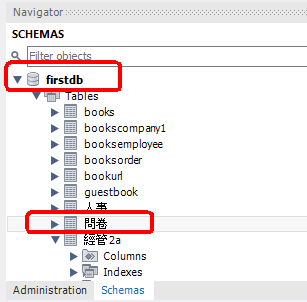 Navigator
SCHEMAS
Filter objects
firstdb
Tables
books
bookscompany1
booksemployee
booksorder
bookurl
guestbook
人事
問卷
經管2a
Columns
Indexes
Administration Schemas